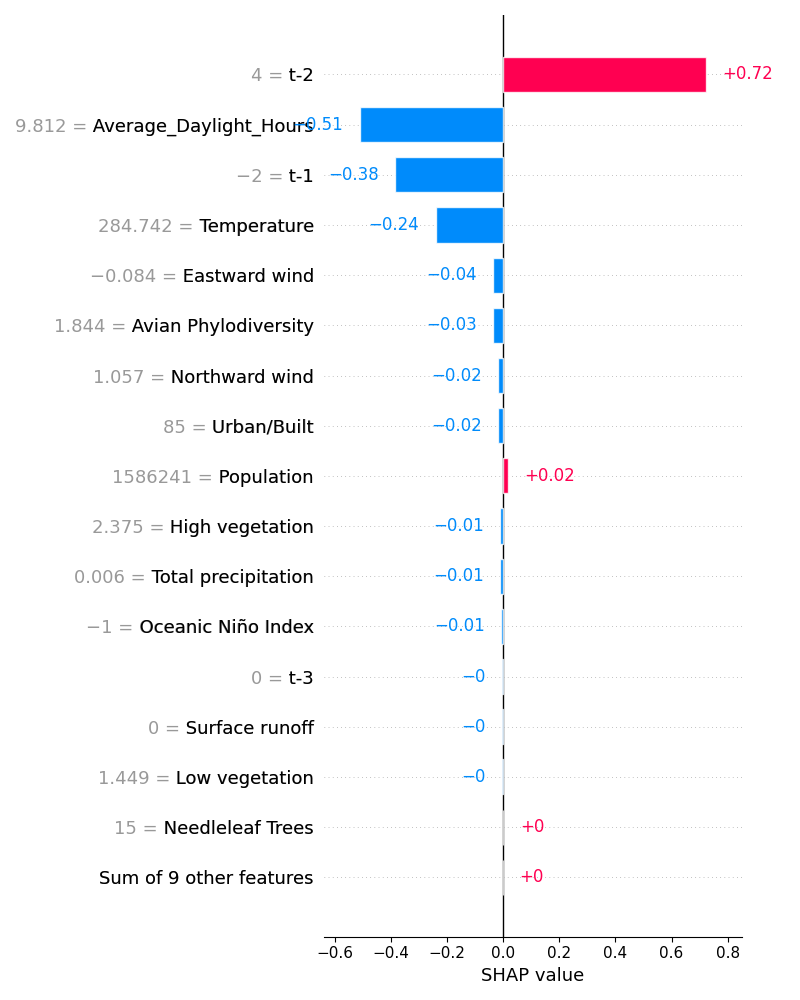 4 = t-2
+0.72
9.812 = Average_Daylight_Hours
−0.51
−2 = t-1
−0.38
284.742 = Temperature
−0.24
−0.084 = Eastward wind
−0.04
1.844 = Avian Phylodiversity
−0.03
1.057 = Northward wind
−0.02
85 = Urban/Built
−0.02
1586241 = Population
+0.02
2.375 = High vegetation
−0.01
0.006 = Total precipitation
−0.01
−1 = Oceanic Niño Index
−0.01
0 = t-3
−0
0 = Surface runoff
−0
1.449 = Low vegetation
−0
15 = Needleleaf Trees
+0
Sum of 9 other features
+0
−0.6 −0.4 −0.2 0.0 0.2 0.4 0.6 0.8
SHAP value